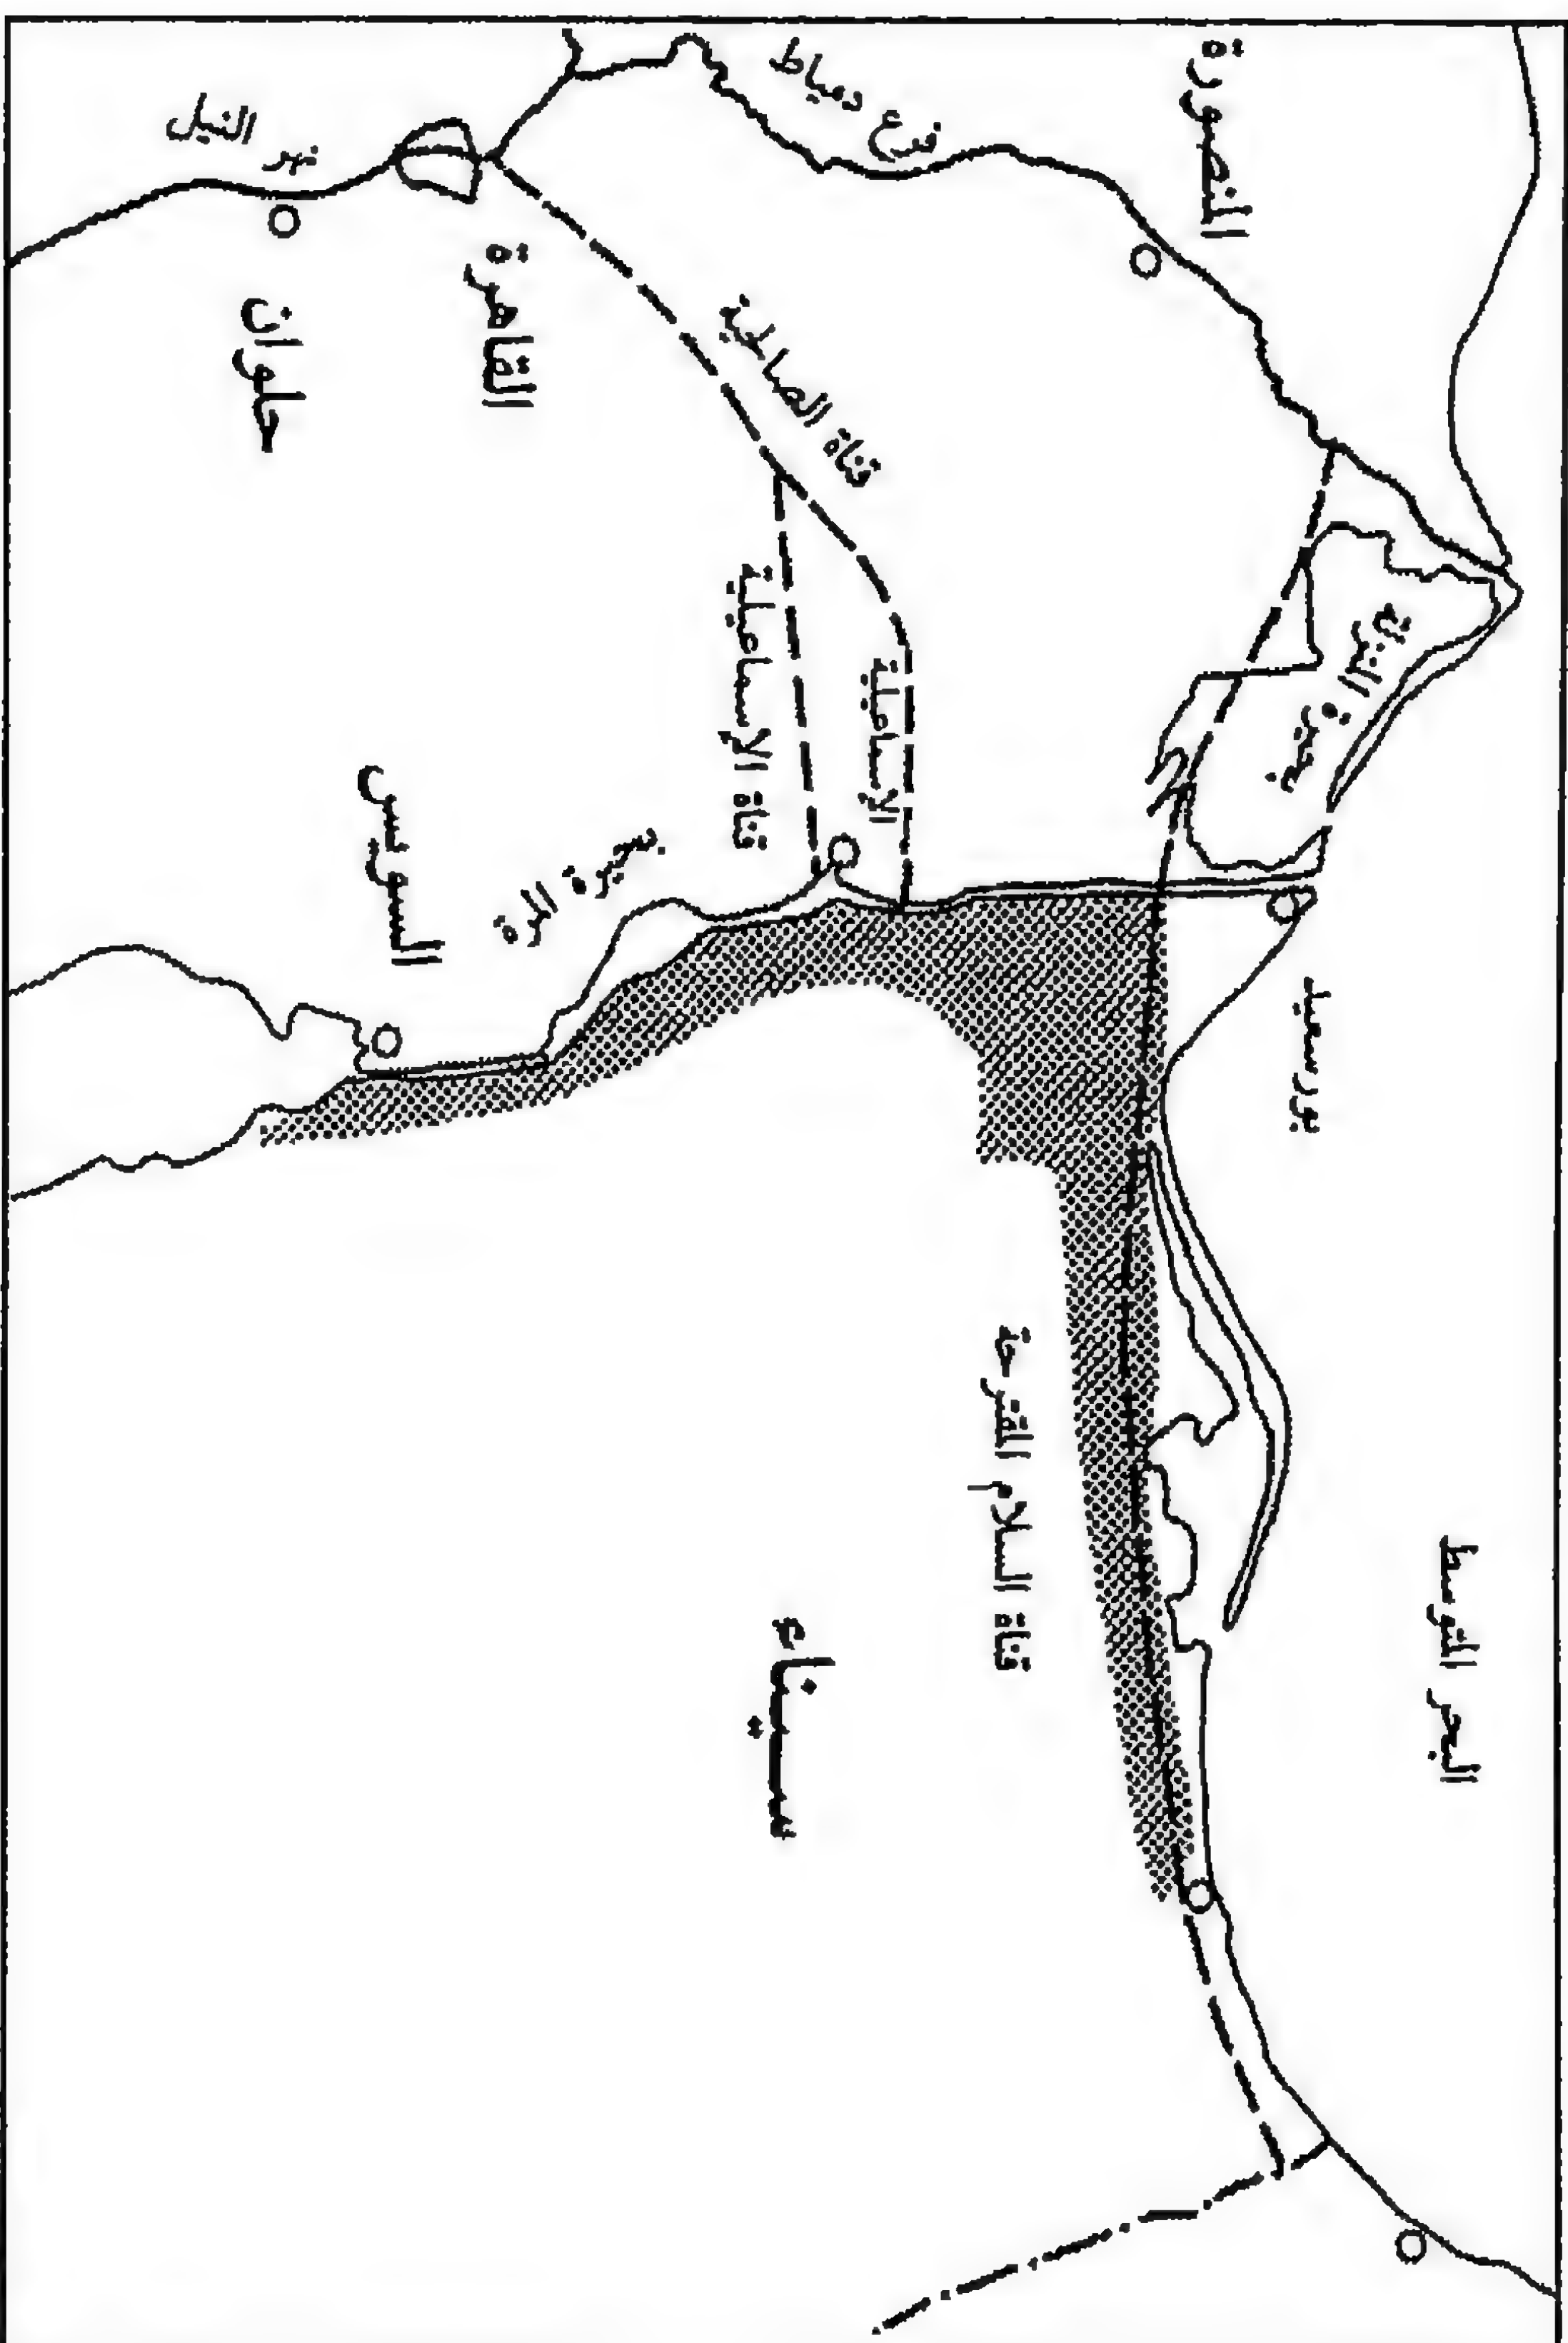 البحر المتوسط
المنصورة
بورسعيد
بحيرة المنزلة
فرع دمياط
قناة السلام المقترحة
قناة الصالحية
الإسماعيلية
قناة الإسماعيلية
سيناء
بحيرة المرة
القاهرة
السويس
حلوان
نهر النيل